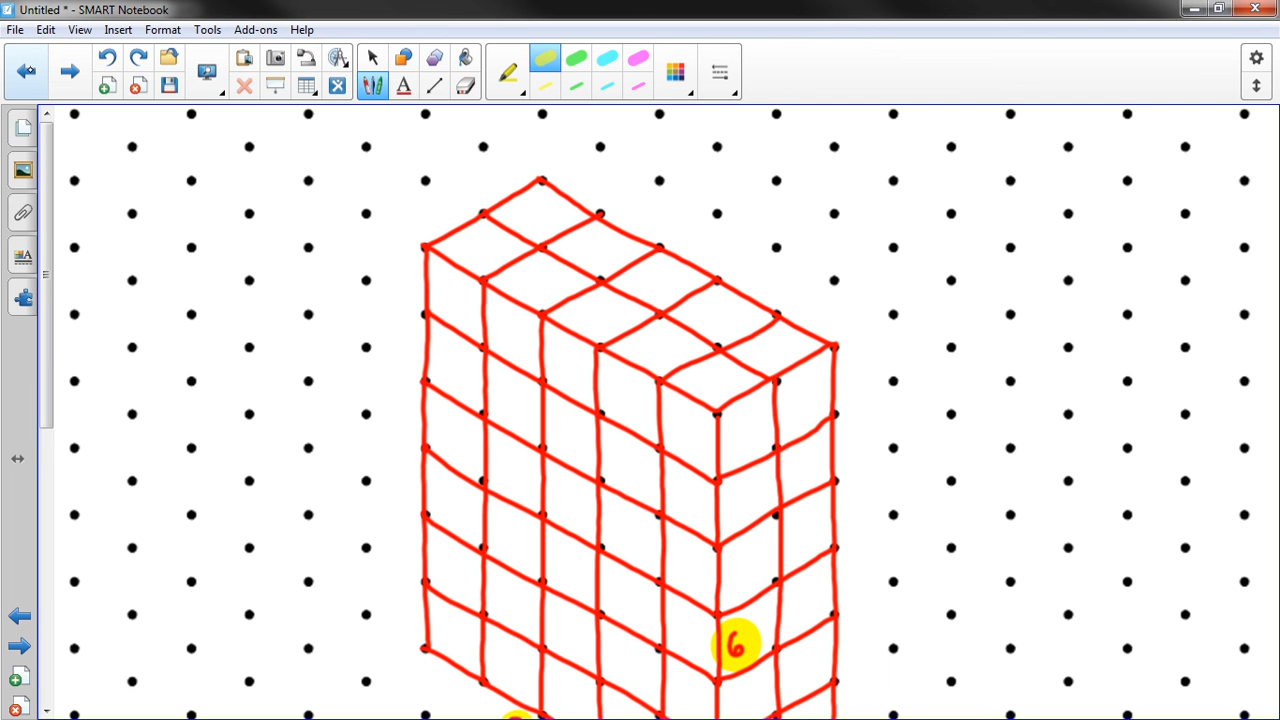 Untitled * - SMART Notebook
File Edit View Insert Format Tools Add-ons Help
6